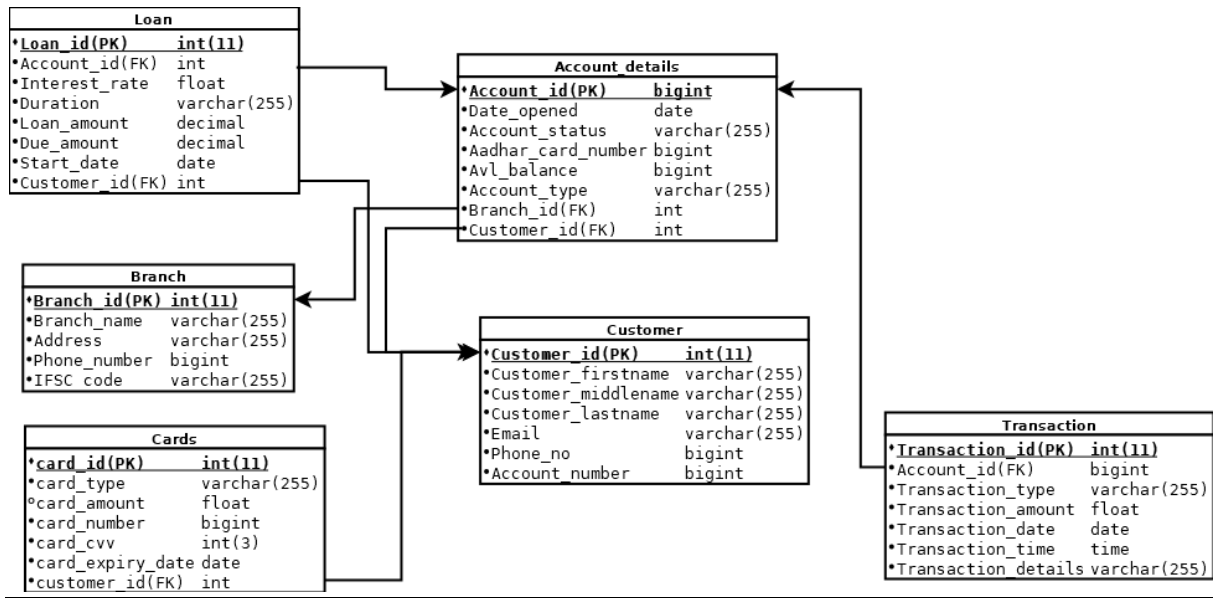 Loan
Loan_id(PK) int(11)
Account_id(FK) int
Interest_rate float
Duration varchar(255)
Loan_amount decimal
Due_amount decimal
Start_date date
Customer_id(FK) int
Account_details
Account_id(PK) bigint
Date_opened date
Account_status varchar(255)
Aadhar_card_number bigint
Avl_balance bigint
Account_type varchar(255)
Branch_id(FK) int
Customer_id(FK) int
Branch
Branch_id(PK) int(11)
Branch_name varchar(255)
Address varchar(255)
Phone_number bigint
IFSC_code varchar(255)
Customer
Customer_id(PK) int(11)
Customer_firstname varchar(255)
Customer_middlename varchar(255)
Customer_lastname varchar(255)
Email varchar(255)
Phone_no bigint
Account_number bigint
Cards
card_id(PK) int(11)
card_type varchar(255)
card_amount float
card_number bigint
card_cvv int(3)
card_expiry_date date
customer_id(FK) int
Transaction
Transaction_id(PK) int(11)
Account_id(FK) bigint
Transaction_type varchar(255)
Transaction_amount float
Transaction_date date
Transaction_time time
Transaction_details varchar(255)